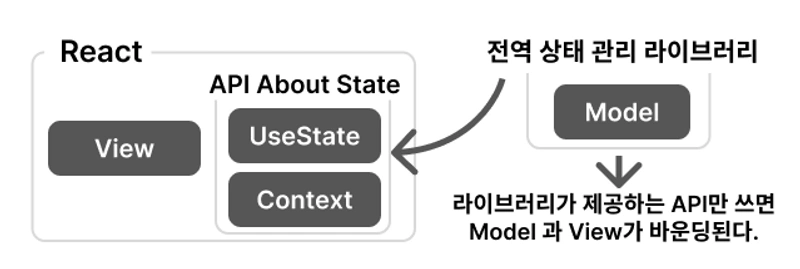 React
API About State
View
UseState
Context
전역 상태 관리 라이브러리
Model
라이브러리가 제공하는 API만 쓰면
Model 과 View가 바운딩된다.